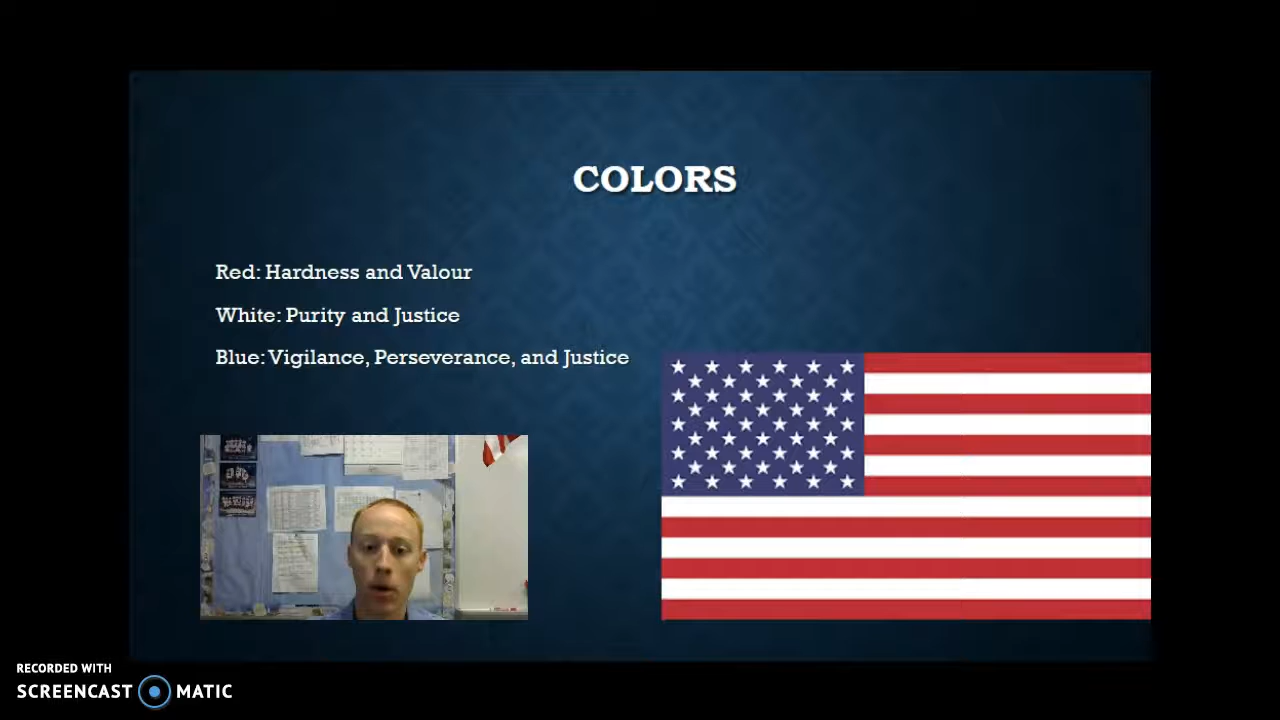 COLORS
Red: Hardness and Valour
White: Purity and Justice
Blue: Vigilance, Perseverance, and Justice
RECORDED WITH
SCREENCAST MATIC